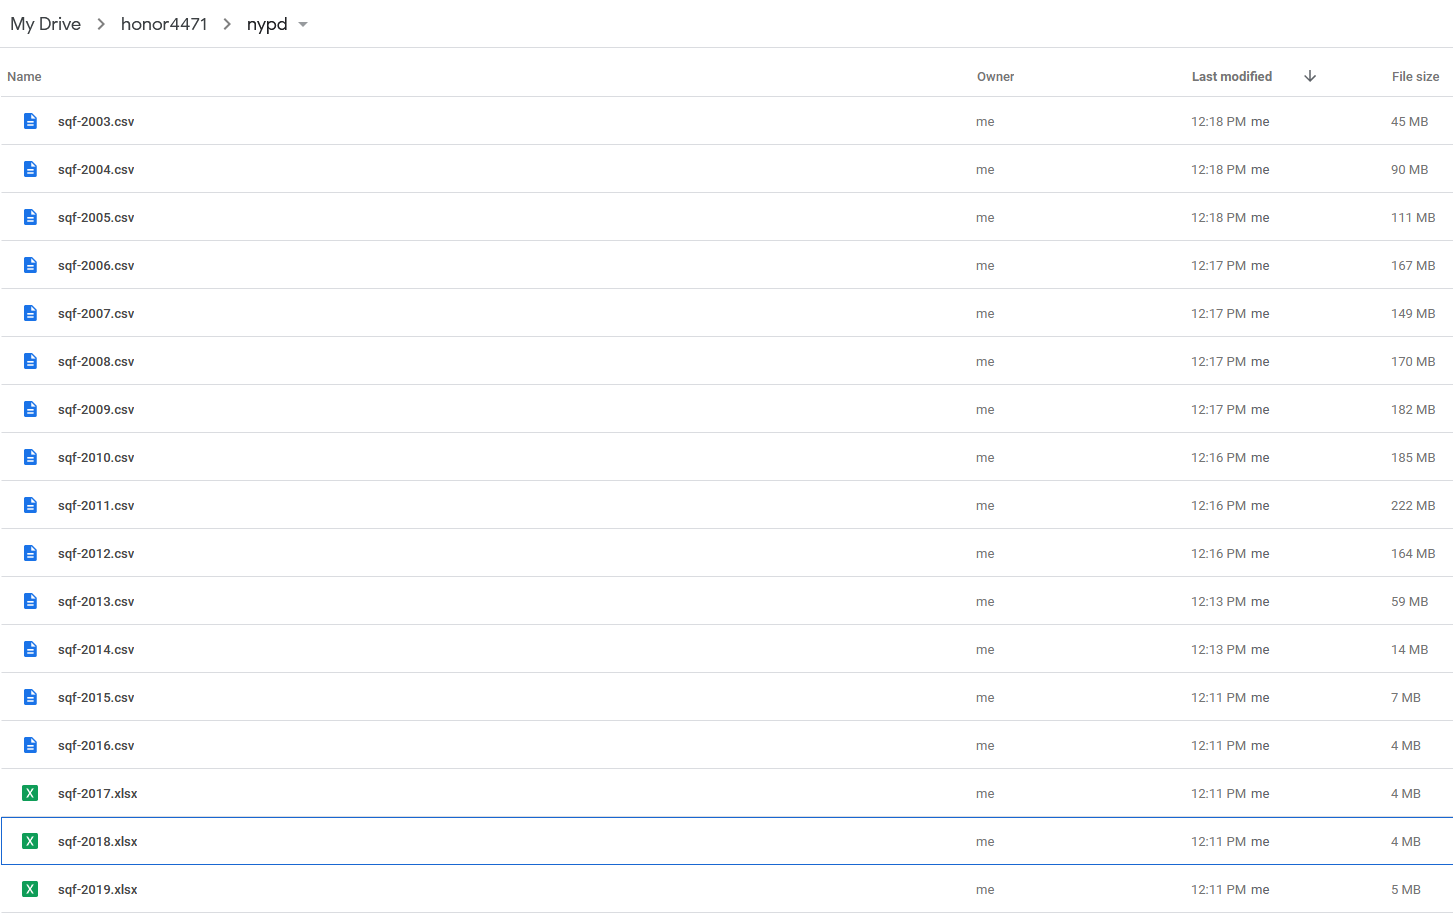 My Drive > honor4471 > nypd
Name Owner Last modified File size
sqf-2003.csv me 12:18 PM me 45 MB
sqf-2004.csv me 12:18 PM me 90 MB
sqf-2005.csv me 12:18 PM me 111 MB
sqf-2006.csv me 12:17 PM me 167 MB
sqf-2007.csv me 12:17 PM me 149 MB
sqf-2008.csv me 12:17 PM me 170 MB
sqf-2009.csv me 12:17 PM me 182 MB
sqf-2010.csv me 12:16 PM me 185 MB
sqf-2011.csv me 12:16 PM me 222 MB
sqf-2012.csv me 12:16 PM me 164 MB
sqf-2013.csv me 12:13 PM me 59 MB
sqf-2014.csv me 12:13 PM me 14 MB
sqf-2015.csv me 12:11 PM me 7 MB
sqf-2016.csv me 12:11 PM me 4 MB
X sqf-2017.xlsx me 12:11 PM me 4 MB
X sqf-2018.xlsx me 12:11 PM me 4 MB
X sqf-2019.xlsx me 12:11 PM me 5 MB